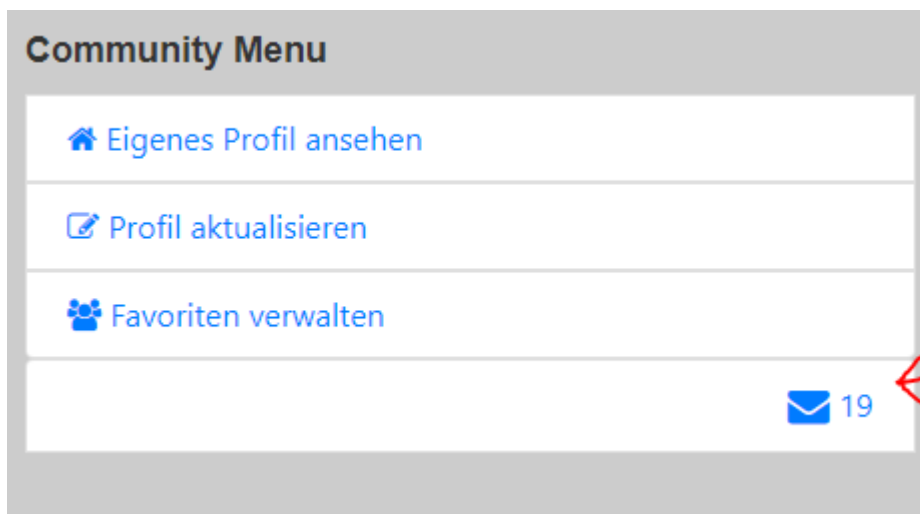 Community Menu
Eigenes Profil ansehen
Profil aktualisieren
Favoriten verwalten
19